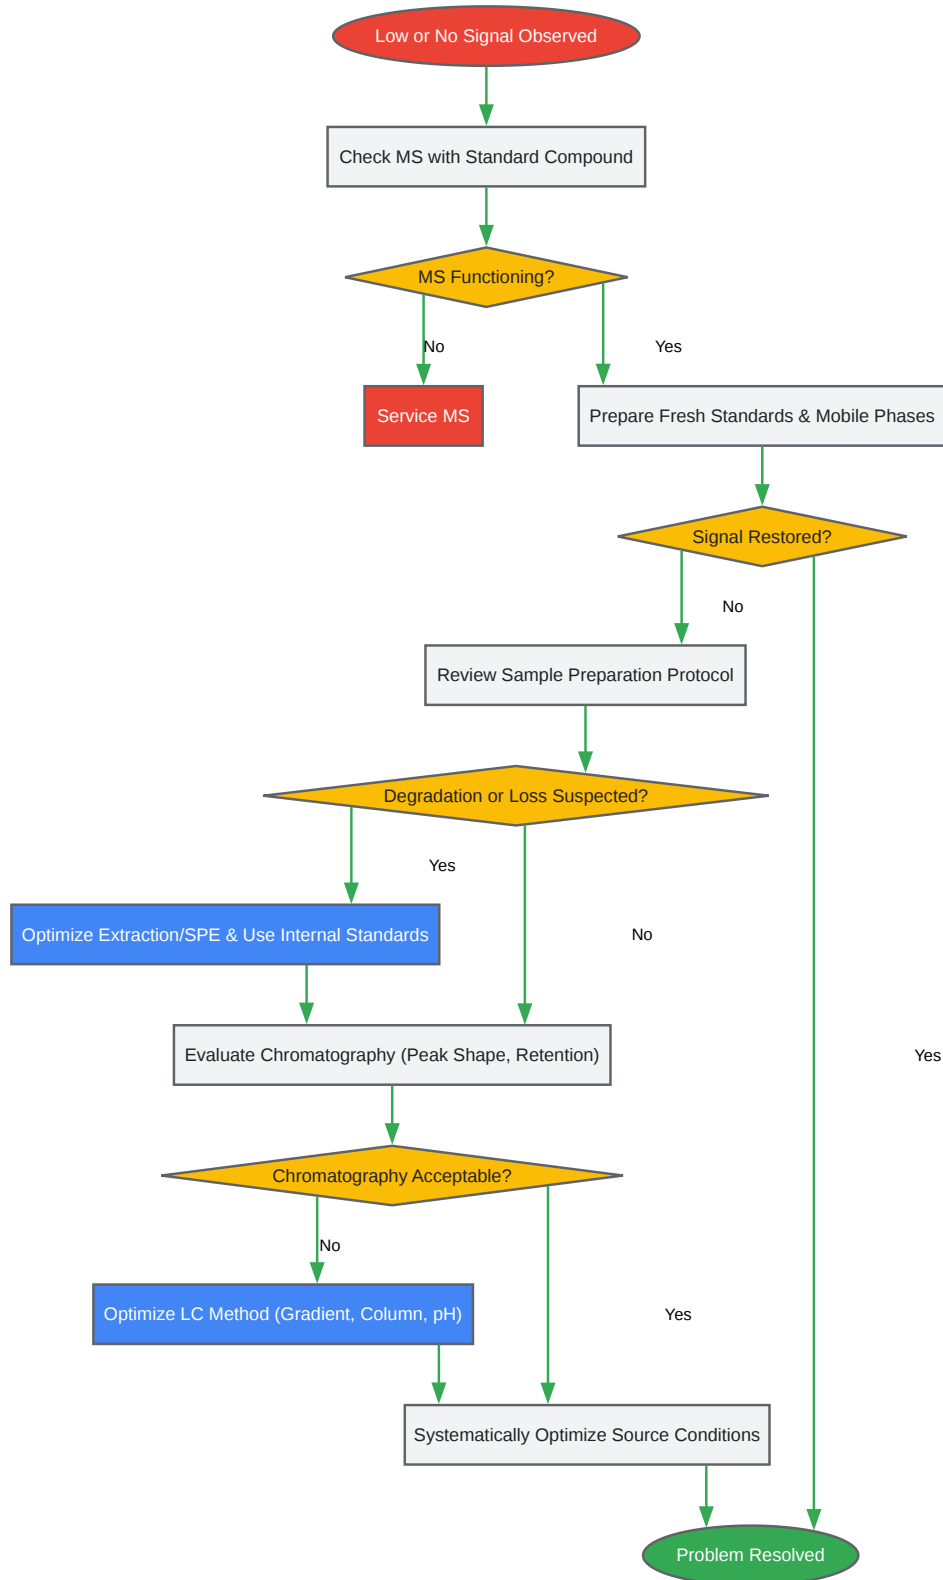 Low or No Signal Observed
Check MS with Standard Compound
MS Functioning?
No
Yes
Service MS
Prepare Fresh Standards & Mobile Phases
Signal Restored?
No
Review Sample Preparation Protocol
Degradation or Loss Suspected?
Yes
Optimize Extraction/SPE & Use Internal Standards
No
Evaluate Chromatography (Peak Shape, Retention)
Yes
Chromatography Acceptable?
No
Optimize LC Method (Gradient, Column, pH)
Yes
Systematically Optimize Source Conditions
Problem Resolved